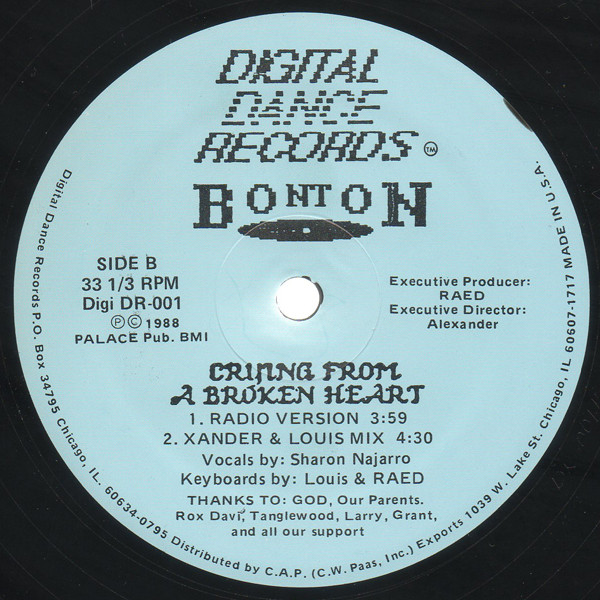 DIGITAL
DANCE
RECORDS TM
BONTON
SIDE B
33 1/3 RPM
Digi DR-001
℗ © 1988
PALACE Pub. BMI
Executive Producer:
RAED
Executive Director:
Alexander
CRYING FROM
A BROKEN HEART
1. RADIO VERSION 3:59
2. XANDER & LOUIS MIX 4:30
Vocals by: Sharon Najarro
Keyboards by: Louis & RAED
THANKS TO: GOD, Our Parents.
Rox Davi, Tanglewood, Larry, Grant,
and all our support
Digital Dance Records P.O. Box 34795 Chicago, IL. 60634-0795 Distributed by C.A.P. (C.W. Paas, Inc.) Exports 1039 W. Lake St. Chicago, IL 60607-1717 MADE IN U.S.A.